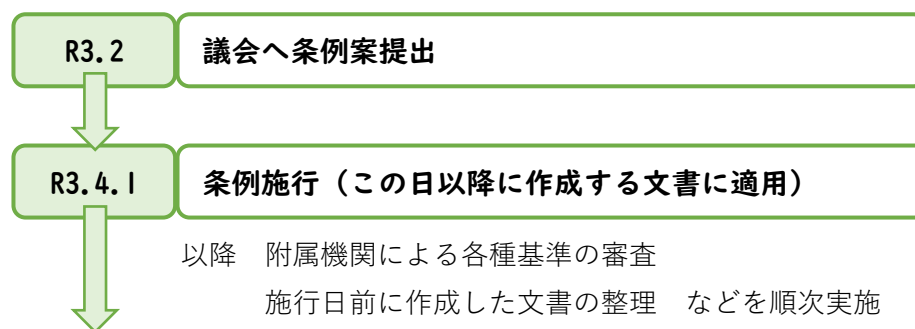 R3.2 議会へ条例案提出
R3.4.1 条例施行（この日以降に作成する文書に適用）
以降　附属機関による各種基準の審査
施行日前に作成した文書の整理　などを順次実施